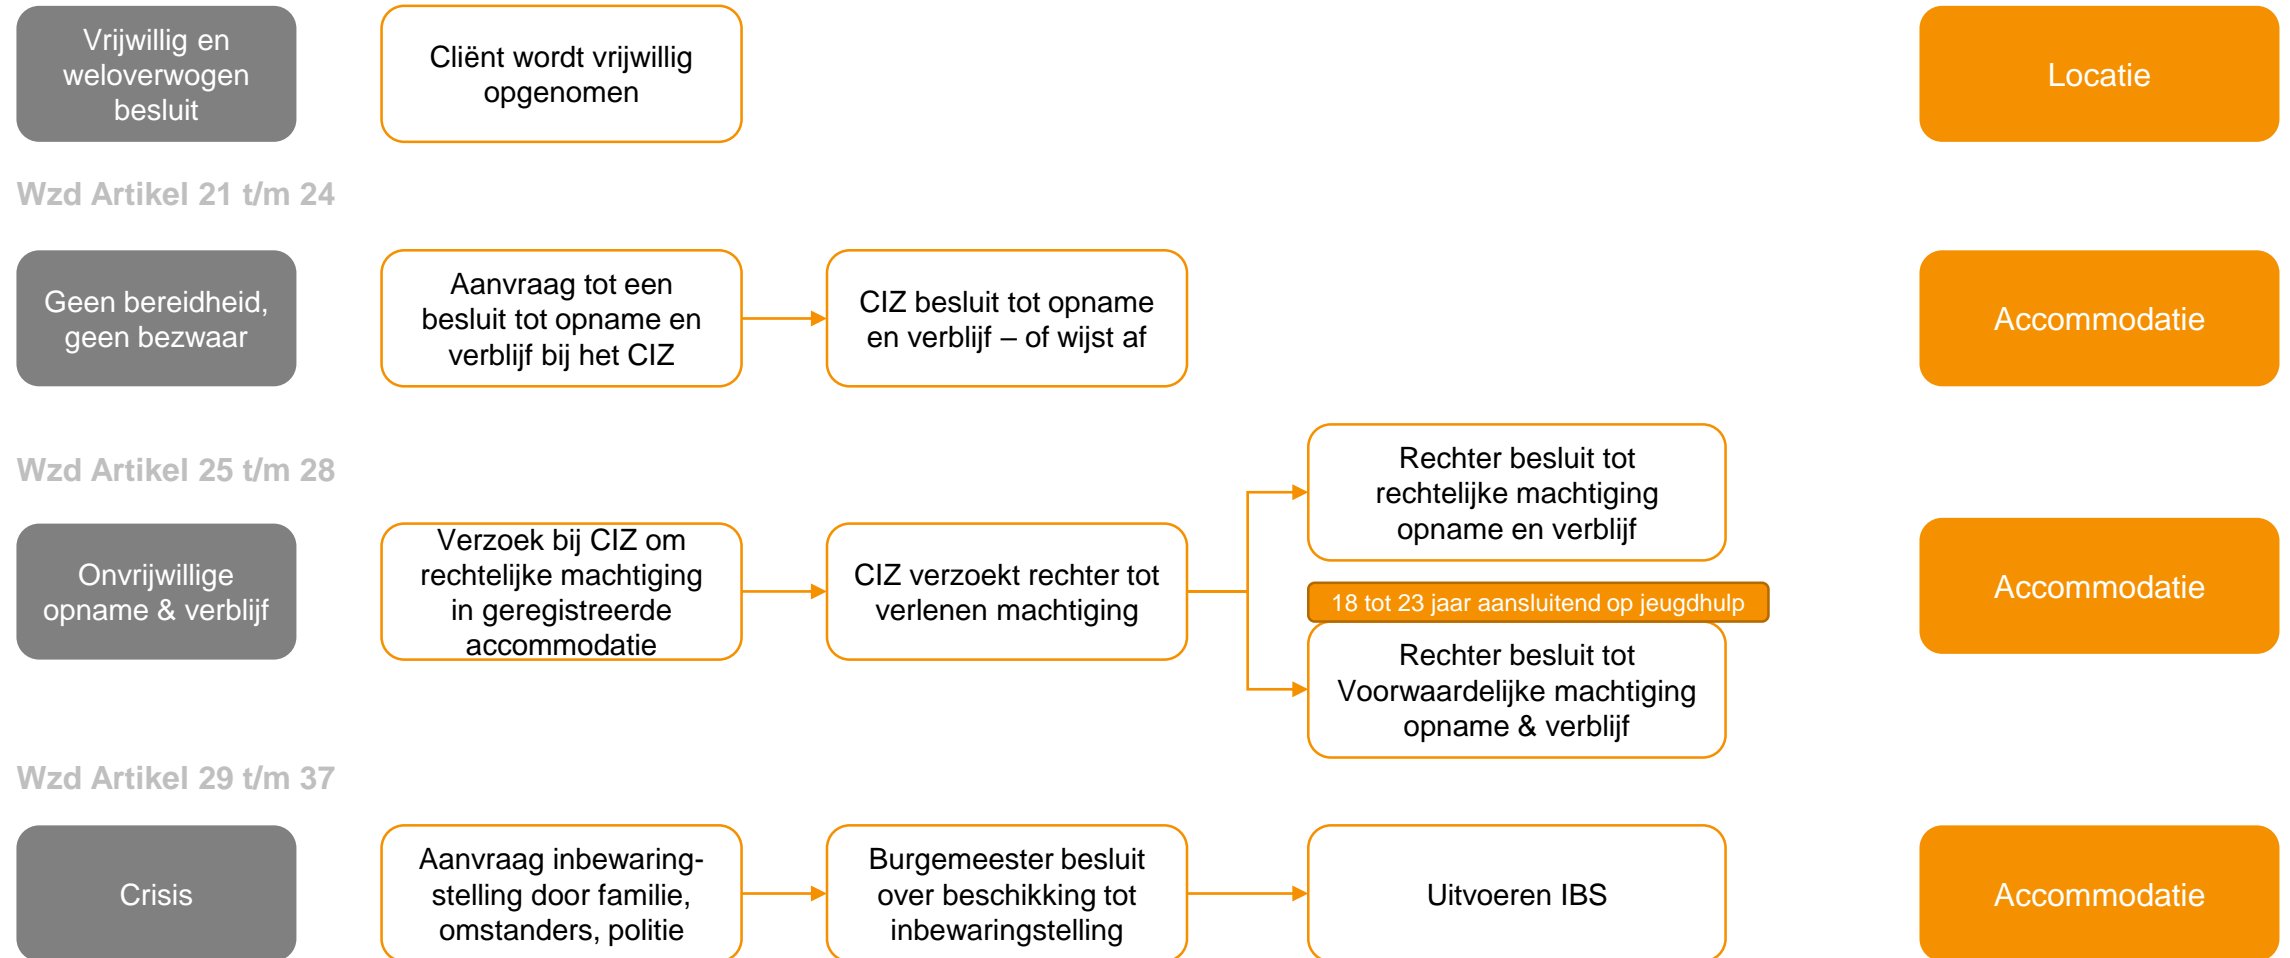 Vrijwillig en
weloverwogen
besluit
Cliënt wordt vrijwillig
opgenomen
Locatie
Wzd Artikel 21 t/m 24
Geen bereidheid,
geen bezwaar
Aanvraag tot een
besluit tot opname en
verblijf bij het CIZ
CIZ besluit tot opname
en verblijf – of wijst af
Accommodatie
Wzd Artikel 25 t/m 28
Onvrijwillige
opname & verblijf
Verzoek bij CIZ om
rechtelijke machtiging
in geregistreerde
accommodatie
CIZ verzoekt rechter tot
verlenen machtiging
Rechter besluit tot
rechtelijke machtiging
opname en verblijf
18 tot 23 jaar aansluitend op jeugdhulp
Rechter besluit tot
Voorwaardelijke machtiging
opname & verblijf
Accommodatie
Wzd Artikel 29 t/m 37
Crisis
Aanvraag inbewaring-
stelling door familie,
omstanders, politie
Burgemeester besluit
over beschikking tot
inbewaringstelling
Uitvoeren IBS
Accommodatie